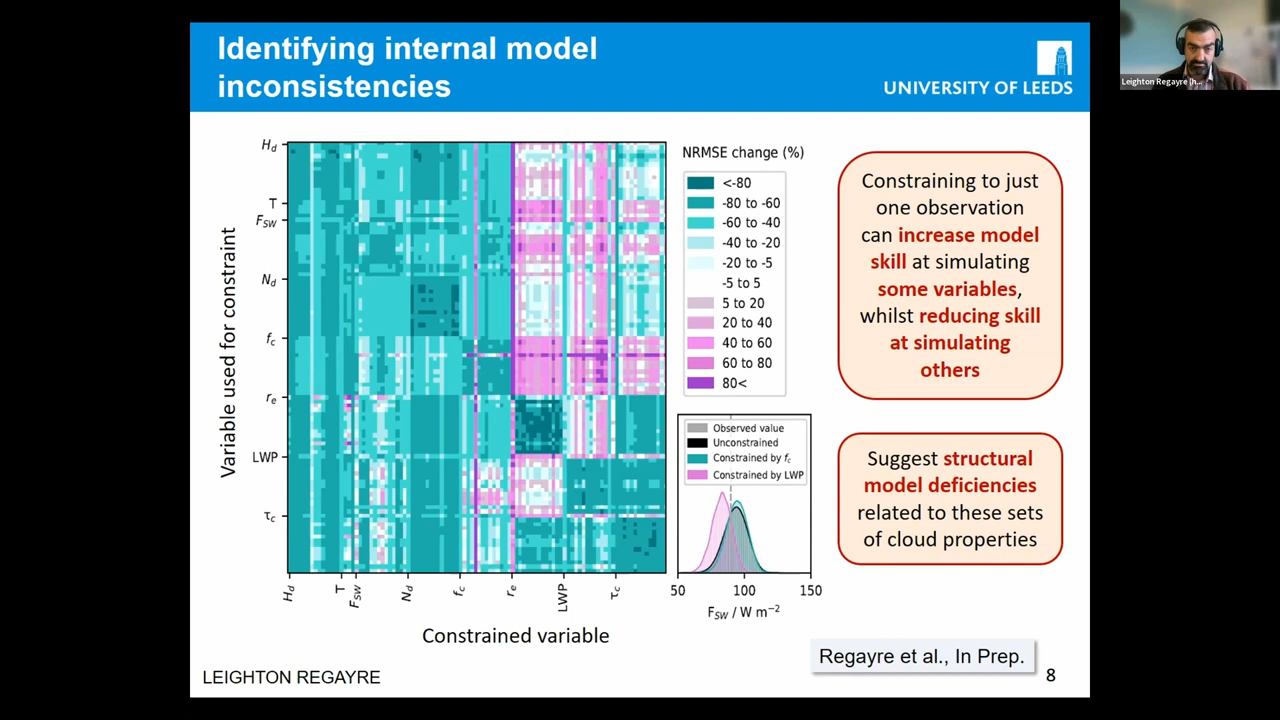 Identifying internal model
inconsistencies
UNIVERSITY OF LEEDS
Leighton Regayre (h...
Variable used for constraint
H_d
T
F_SW
N_d
f_c
r_e
LWP
τ_c
H_d
T
F_SW
N_d
f_c
r_e
LWP
τ_c
Constrained variable
NRMSE change (%)
<-80
-80 to -60
-60 to -40
-40 to -20
-20 to -5
-5 to 5
5 to 20
20 to 40
40 to 60
60 to 80
80<
Observed value
Unconstrained
Constrained by f_c
Constrained by LWP
50 100 150
F_SW / W m⁻²
Constraining to just
one observation
can increase model
skill at simulating
some variables,
whilst reducing skill
at simulating
others
Suggest structural
model deficiencies
related to these sets
of cloud properties
Regayre et al., In Prep.
LEIGHTON REGAYRE
8